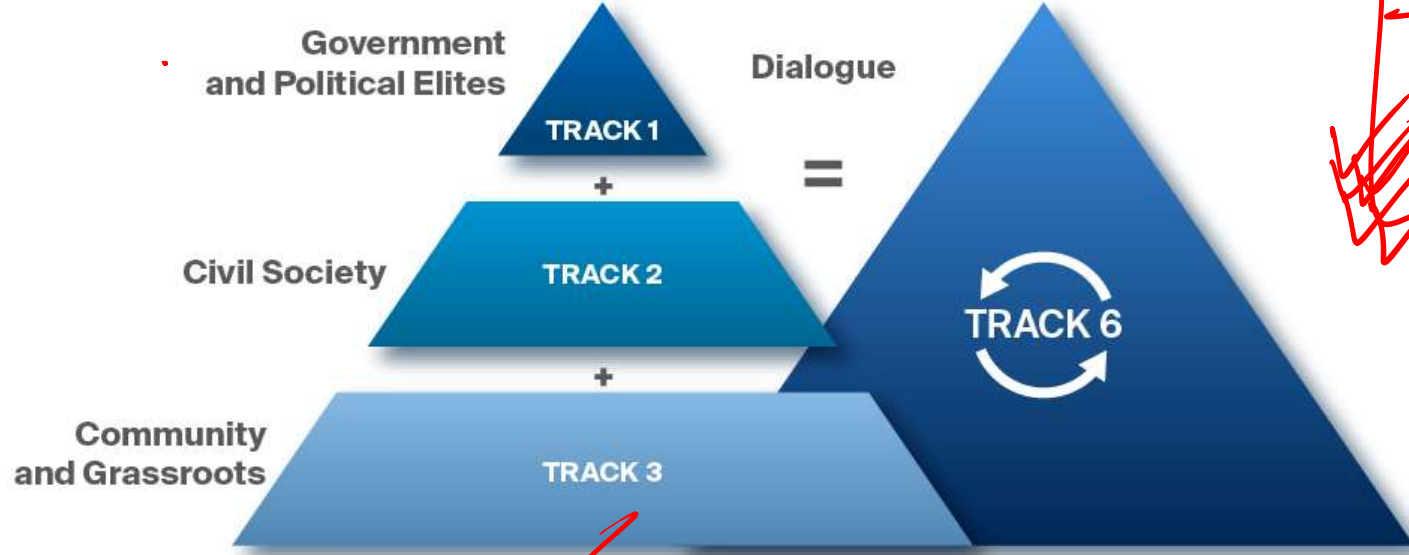 Government
and Political Elites
TRACK 1
Dialogue
+
=
Civil Society
TRACK 2
TRACK 6
+
Community
and Grassroots
TRACK 3